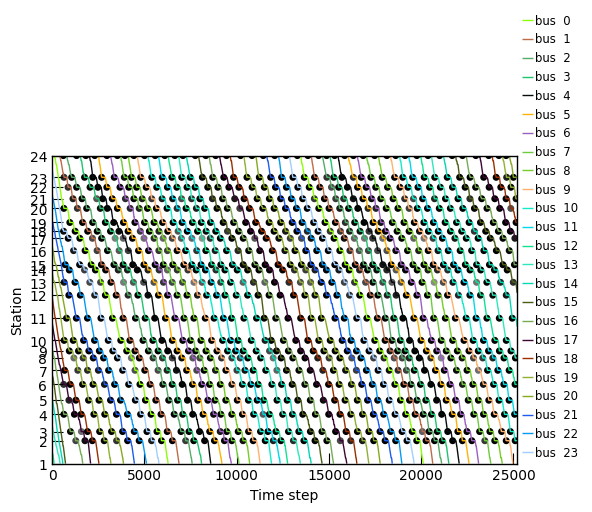 bus 0
bus 1
bus 2
bus 3
bus 4
bus 5
bus 6
bus 7
bus 8
bus 9
bus 10
bus 11
bus 12
bus 13
bus 14
bus 15
bus 16
bus 17
bus 18
bus 19
bus 20
bus 21
bus 22
bus 23
24
23
22
21
20
19
18
17
16
15
14
13
12
11
10
9
8
7
6
5
4
3
2
1
Station
0 5000 10000 15000 20000 25000
Time step